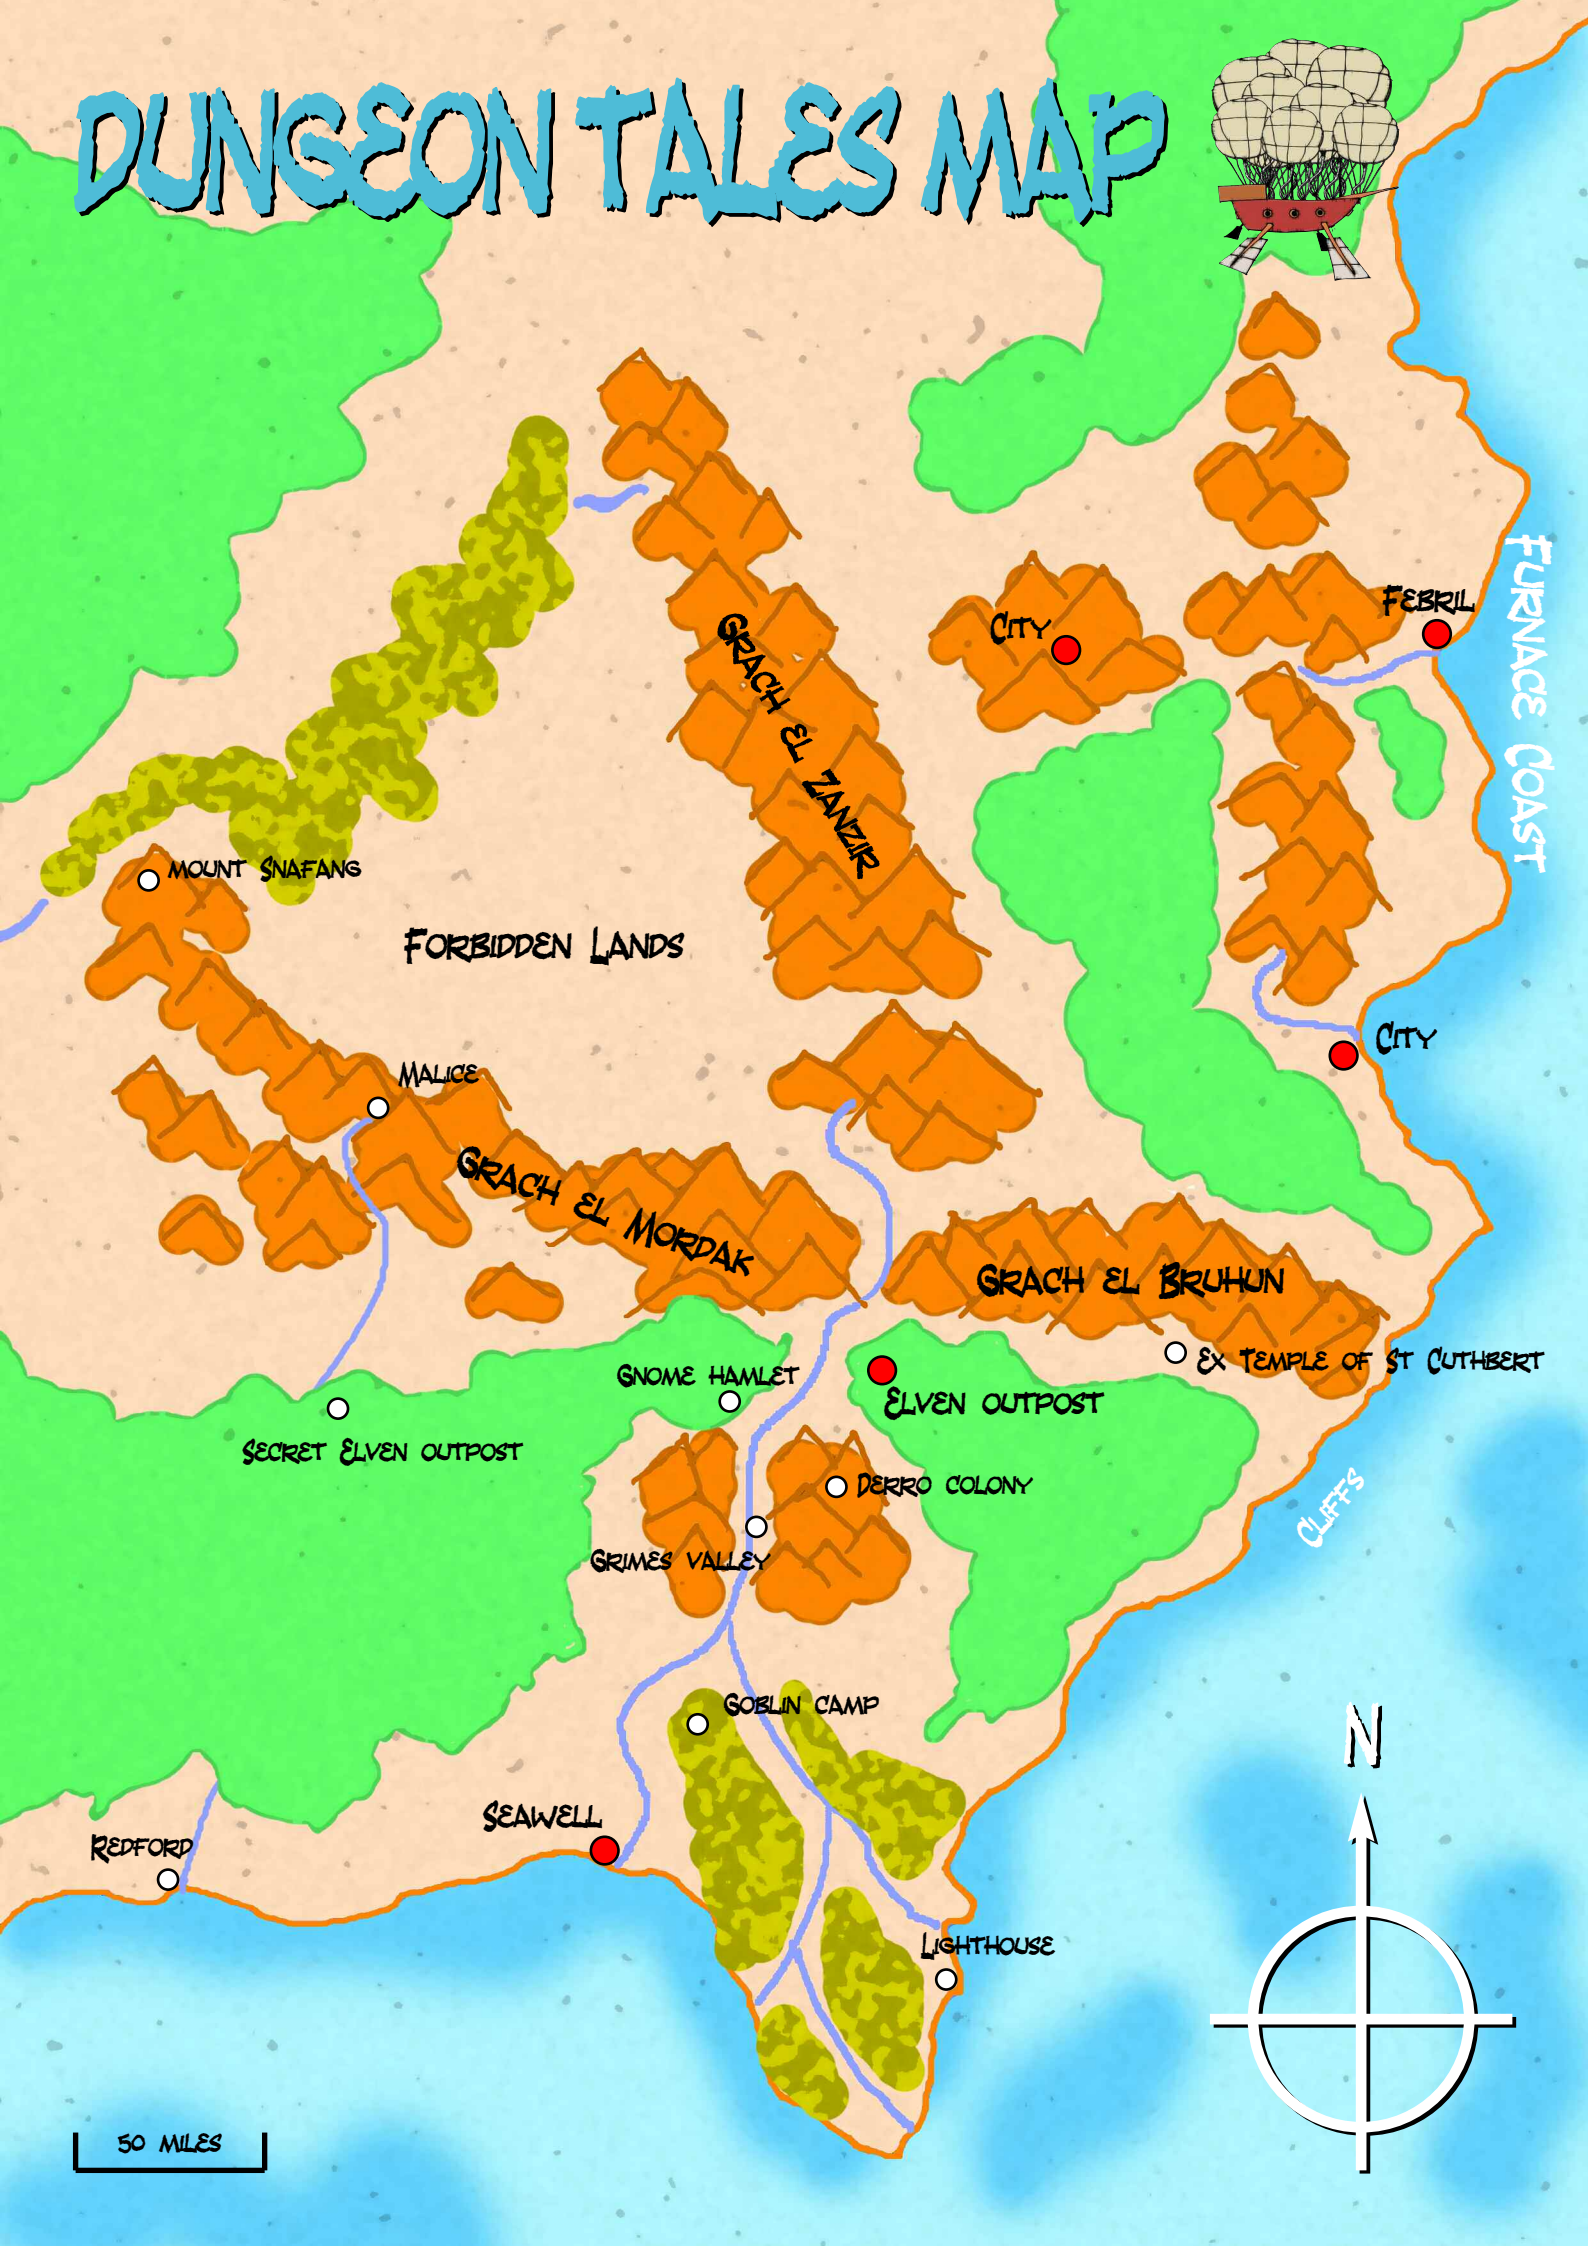 Dungeon Tales Map
Furnace Coast
Febril
City
Grach el Zanzir
Mount Snafang
Forbidden Lands
City
Malice
Grach el Mordak
Grach el Bruhun
Ex Temple of St Cuthbert
Gnome hamlet
Elven outpost
Secret Elven outpost
Derro colony
Cliffs
Grimes valley
Goblin camp
N
Seawell
Redford
Lighthouse
50 miles